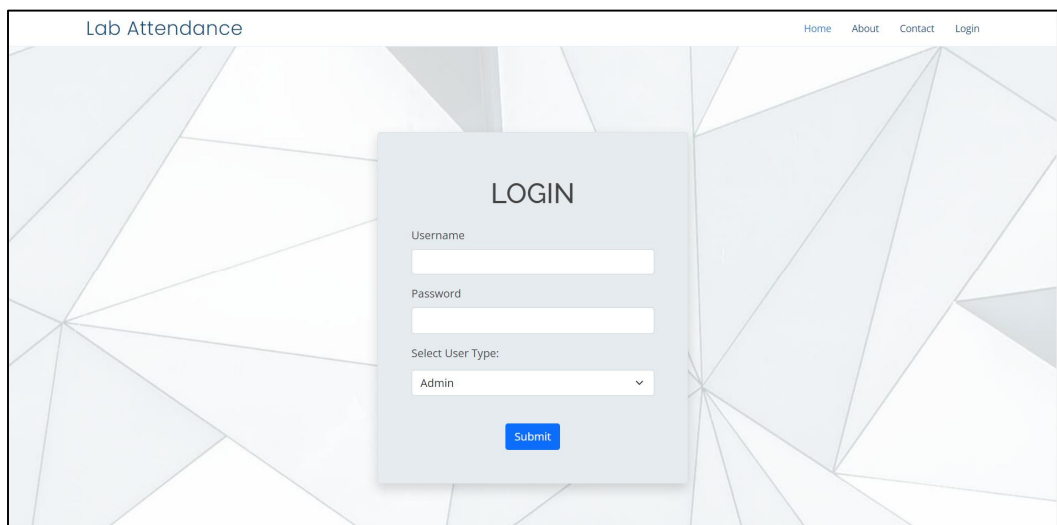 Lab Attendance
Home About Contact Login
LOGIN
Username
Password
Select User Type:
Admin
Submit